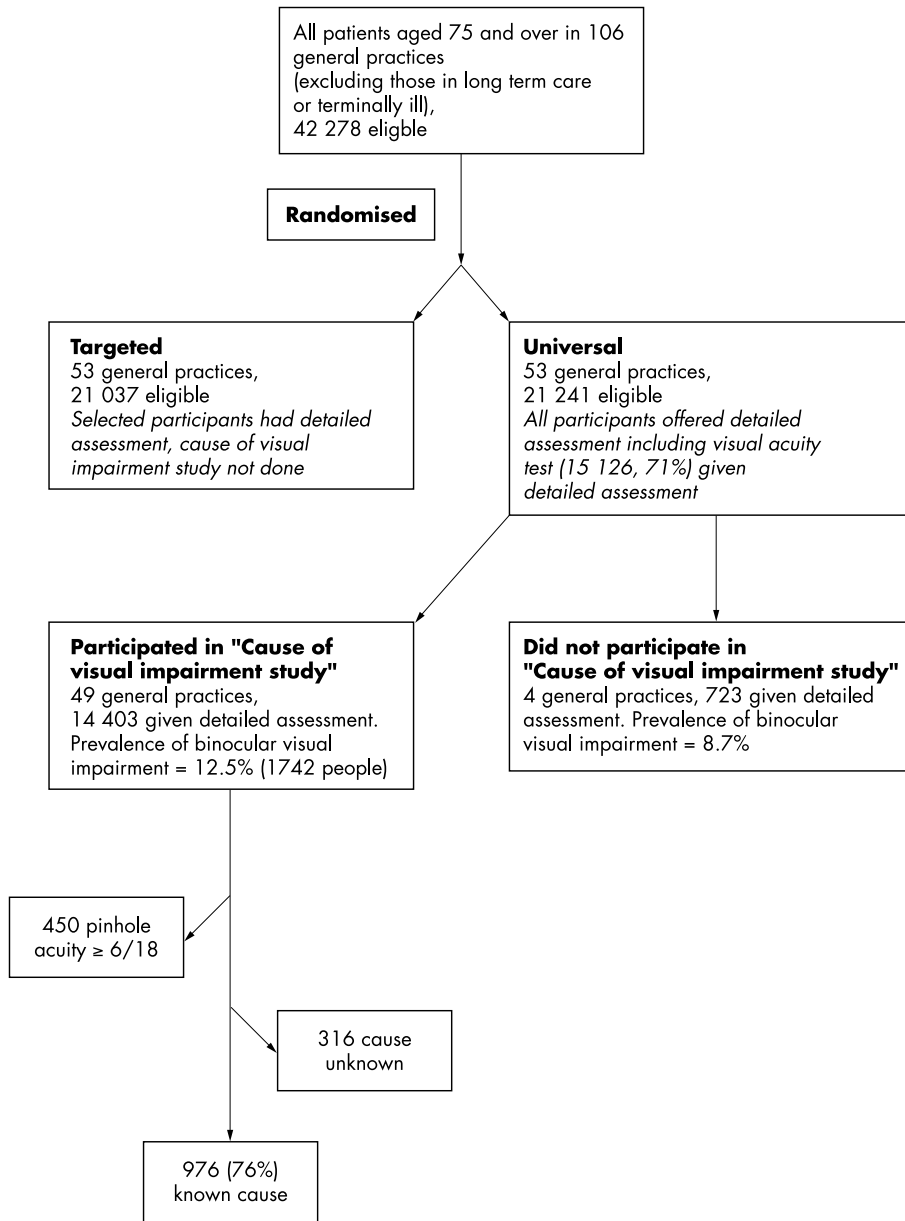 All patients aged 75 and over in 106
general practices
(excluding those in long term care
or terminally ill),
42 278 eligble
Randomised
Targeted
53 general practices,
21 037 eligible
Selected participants had detailed
assessment, cause of visual
impairment study not done
Universal
53 general practices,
21 241 eligible
All participants offered detailed
assessment including visual acuity
test (15 126, 71%) given
detailed assessment
Participated in "Cause of
visual impairment study"
49 general practices,
14 403 given detailed assessment.
Prevalence of binocular visual
impairment = 12.5% (1742 people)
Did not participate in
"Cause of visual impairment study"
4 general practices, 723 given detailed
assessment. Prevalence of binocular
visual impairment = 8.7%
450 pinhole
acuity ≥ 6/18
316 cause
unknown
976 (76%)
known cause